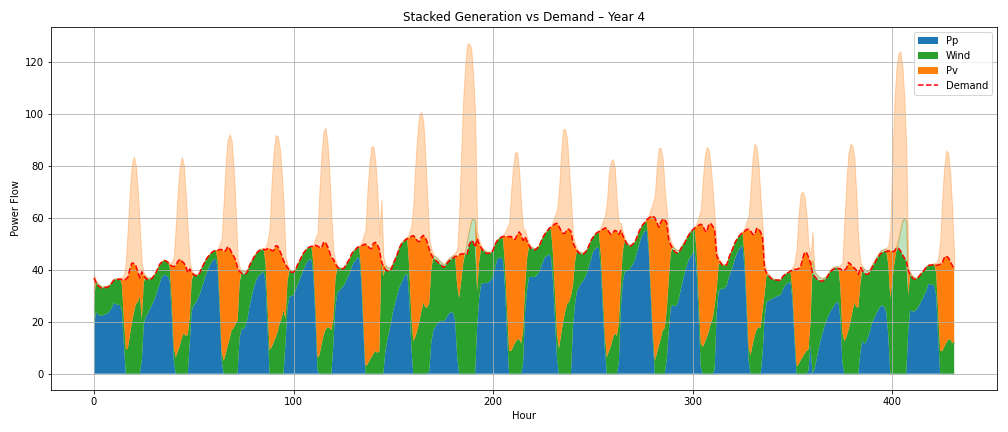 Stacked Generation vs Demand – Year 4
Pp
Wind
Pv
Demand
Power Flow
120
100
80
60
40
20
0
0 100 200 300 400
Hour